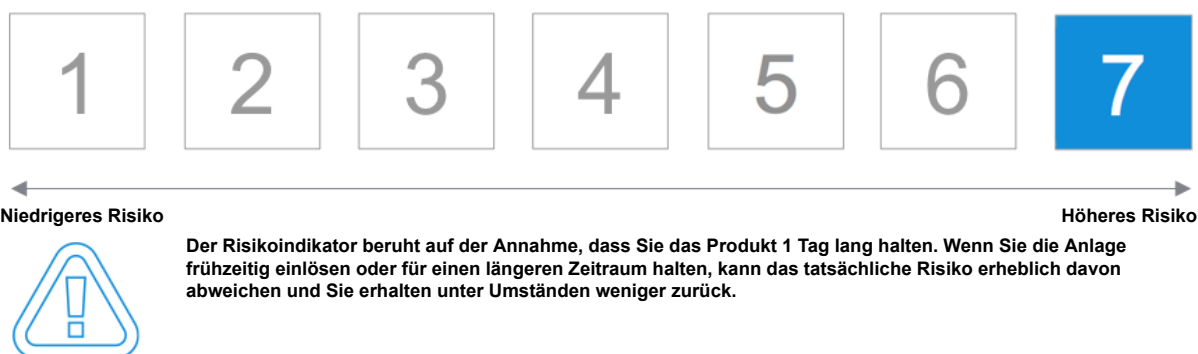 1 2 3 4 5 6 7
Niedrigeres Risiko Höheres Risiko
Der Risikoindikator beruht auf der Annahme, dass Sie das Produkt 1 Tag lang halten. Wenn Sie die Anlage
frühzeitig einlösen oder für einen längeren Zeitraum halten, kann das tatsächliche Risiko erheblich davon
abweichen und Sie erhalten unter Umständen weniger zurück.